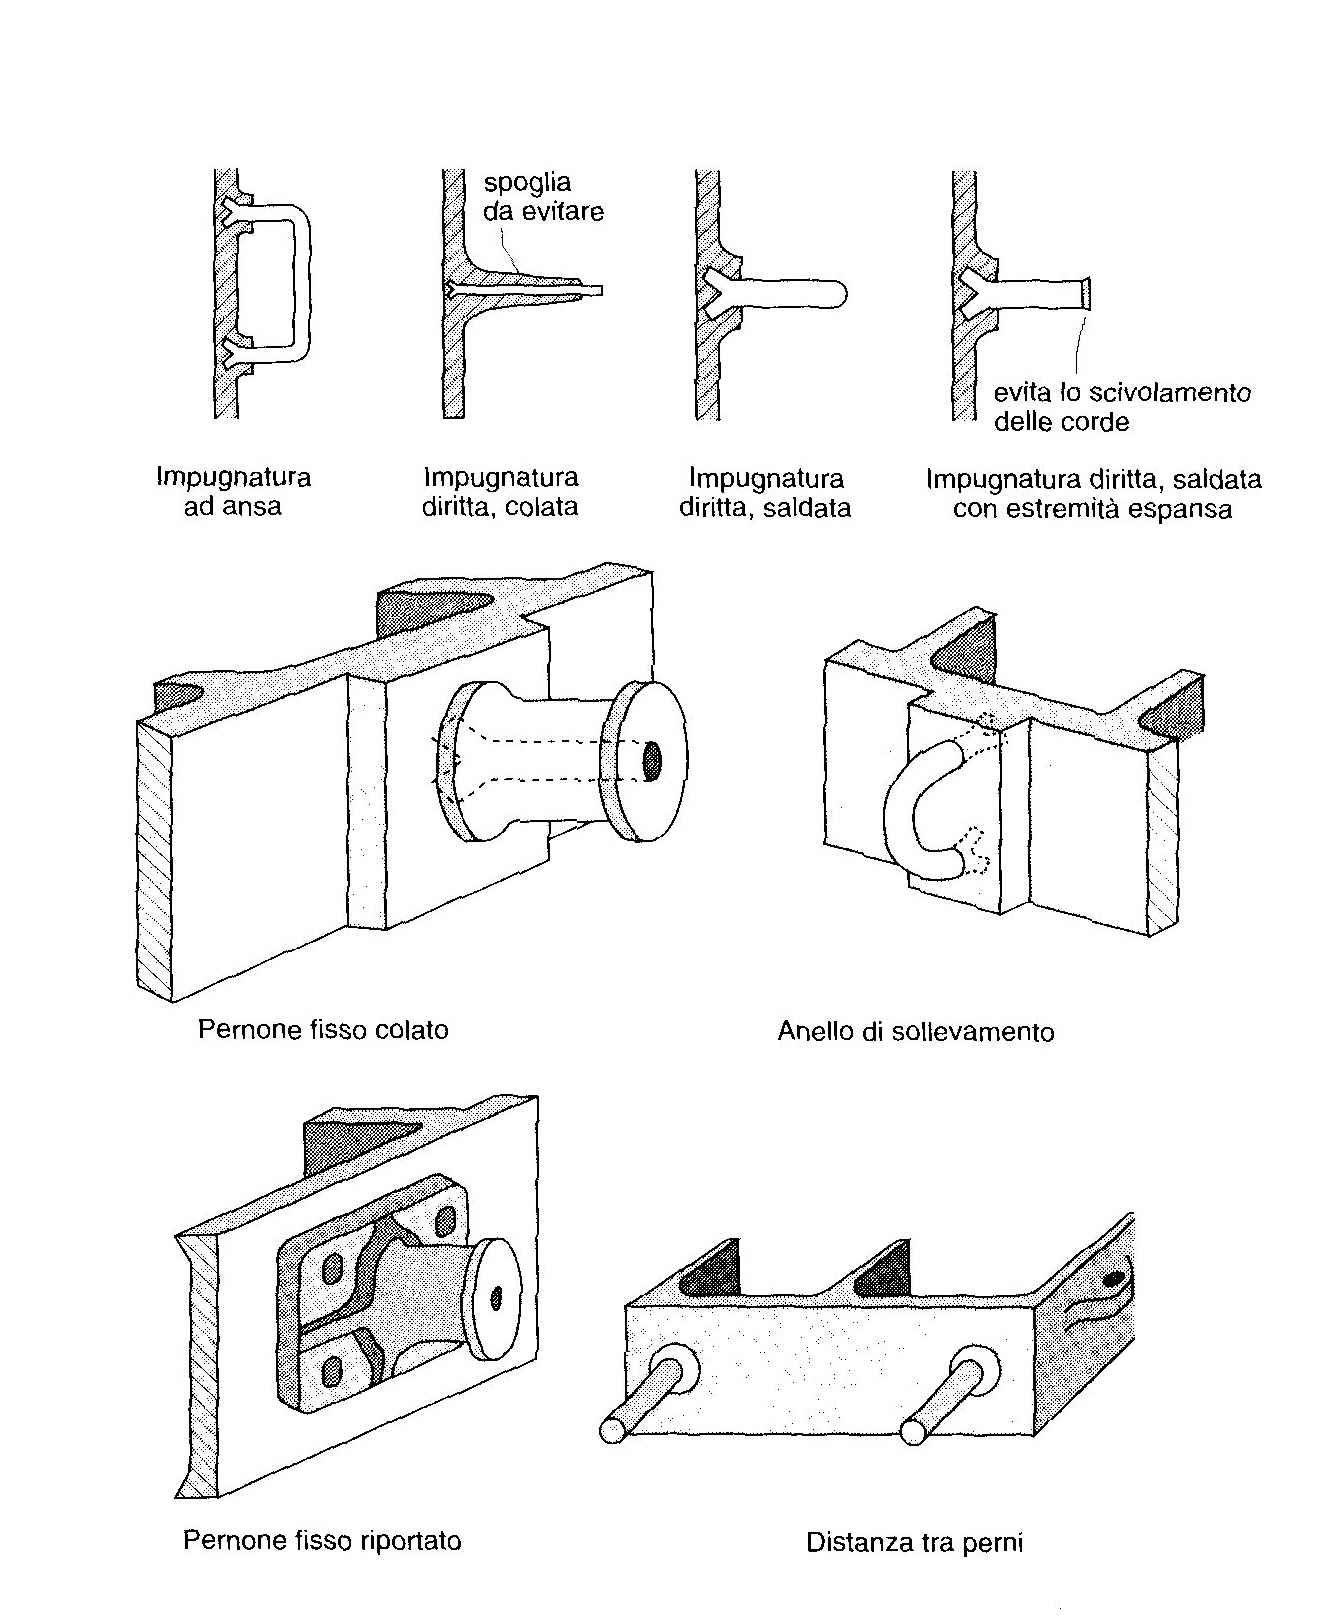 spoglia
da evitare
evita lo scivolamento
delle corde
Impugnatura
ad ansa
Impugnatura
diritta, colata
Impugnatura
diritta, saldata
Impugnatura diritta, saldata
con estremità espansa
Pernone fisso colato
Anello di sollevamento
Pernone fisso riportato
Distanza tra perni